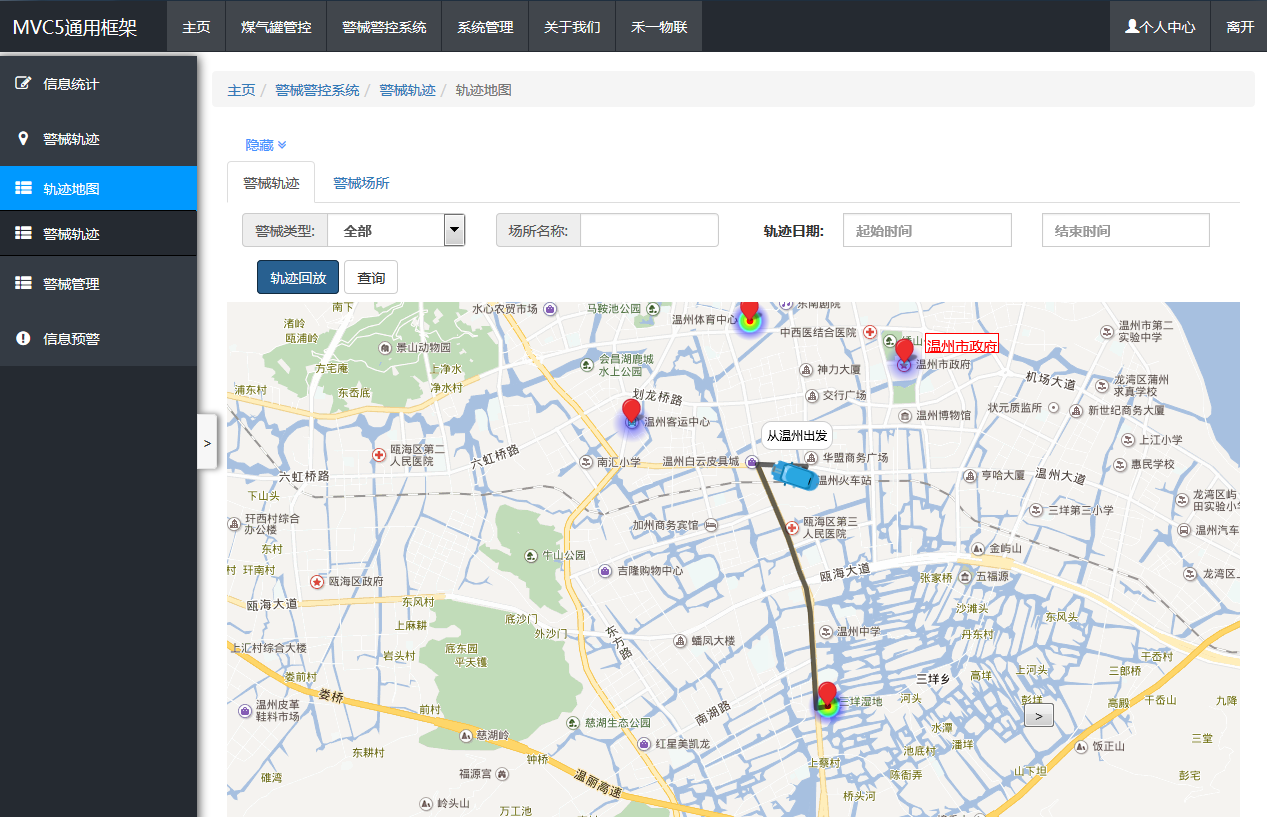 MVC5通用框架
主页
煤气罐管控
警械警控系统
系统管理
关于我们
禾一物联
个人中心
离开
信息统计
警械轨迹
轨迹地图
警械轨迹
警械管理
信息预警
>
主页 / 警械警控系统 / 警械轨迹 / 轨迹地图
隐藏
警械轨迹
警械场所
警械类型:
全部
场所名称:
轨迹日期:
起始时间
结束时间
轨迹回放
查询
南下
水心农贸市场
马鞍池公园
温州体育中心
东南剧院
中西医结合医院
温州市政府
温州市政府
温州市第二
实验中学
渚岭
瓯浦岭
景山动物园
会昌湖鹿城
水上公园
神力大厦
交行广场
机场大道
龙湾区蒲州
求真学校
方宅庵
上净水
净水村
浦东村
东岙底
划龙桥路
温州客运中心
温州博物馆
状元质监所
新世纪商务大厦
从温州出发
上江小学
瓯海区第二
人民医院
六虹桥路
六虹桥路
南汇小学
温州白云皮具城
华盟商务广场
温州火车站
亨哈大厦
温州大道
惠民学校
下山头
环西村综合
办公楼
加州商务宾馆
瓯海区第三
人民医院
三垟第三小学
龙湾区屿
田实验小学
温州汽车
东村
村
环南村
牛山公园
吉隆购物中心
金屿山
瓯海区政府
瓯海大道
瓯海大道
张家桥
五福源
龙湾区
东风村
上麻耕
底沙门
外沙门
东方路
蟠凤大楼
温州中学
沙滩头
东风头
丹东村
上汇村综合大楼
岩头村
底东园
平天镬
娄前村
娄桥
三垟乡
高垟
上河头
三郎桥
干岙村
温州皮革
鞋料市场
前村
南湖路
三垟湿地
河头
彭垟
高殿
干岙山
九降
>
慈湖岭
慈湖生态公园
红星美凯龙
水潭
潘垟
池底村
饭正山
三堂
东耕村
钟桥
福源宫
温丽高速
上蔡村
陈岙弄
山下坦
彭宅
碓湾
岭头山
万工池
桥头河